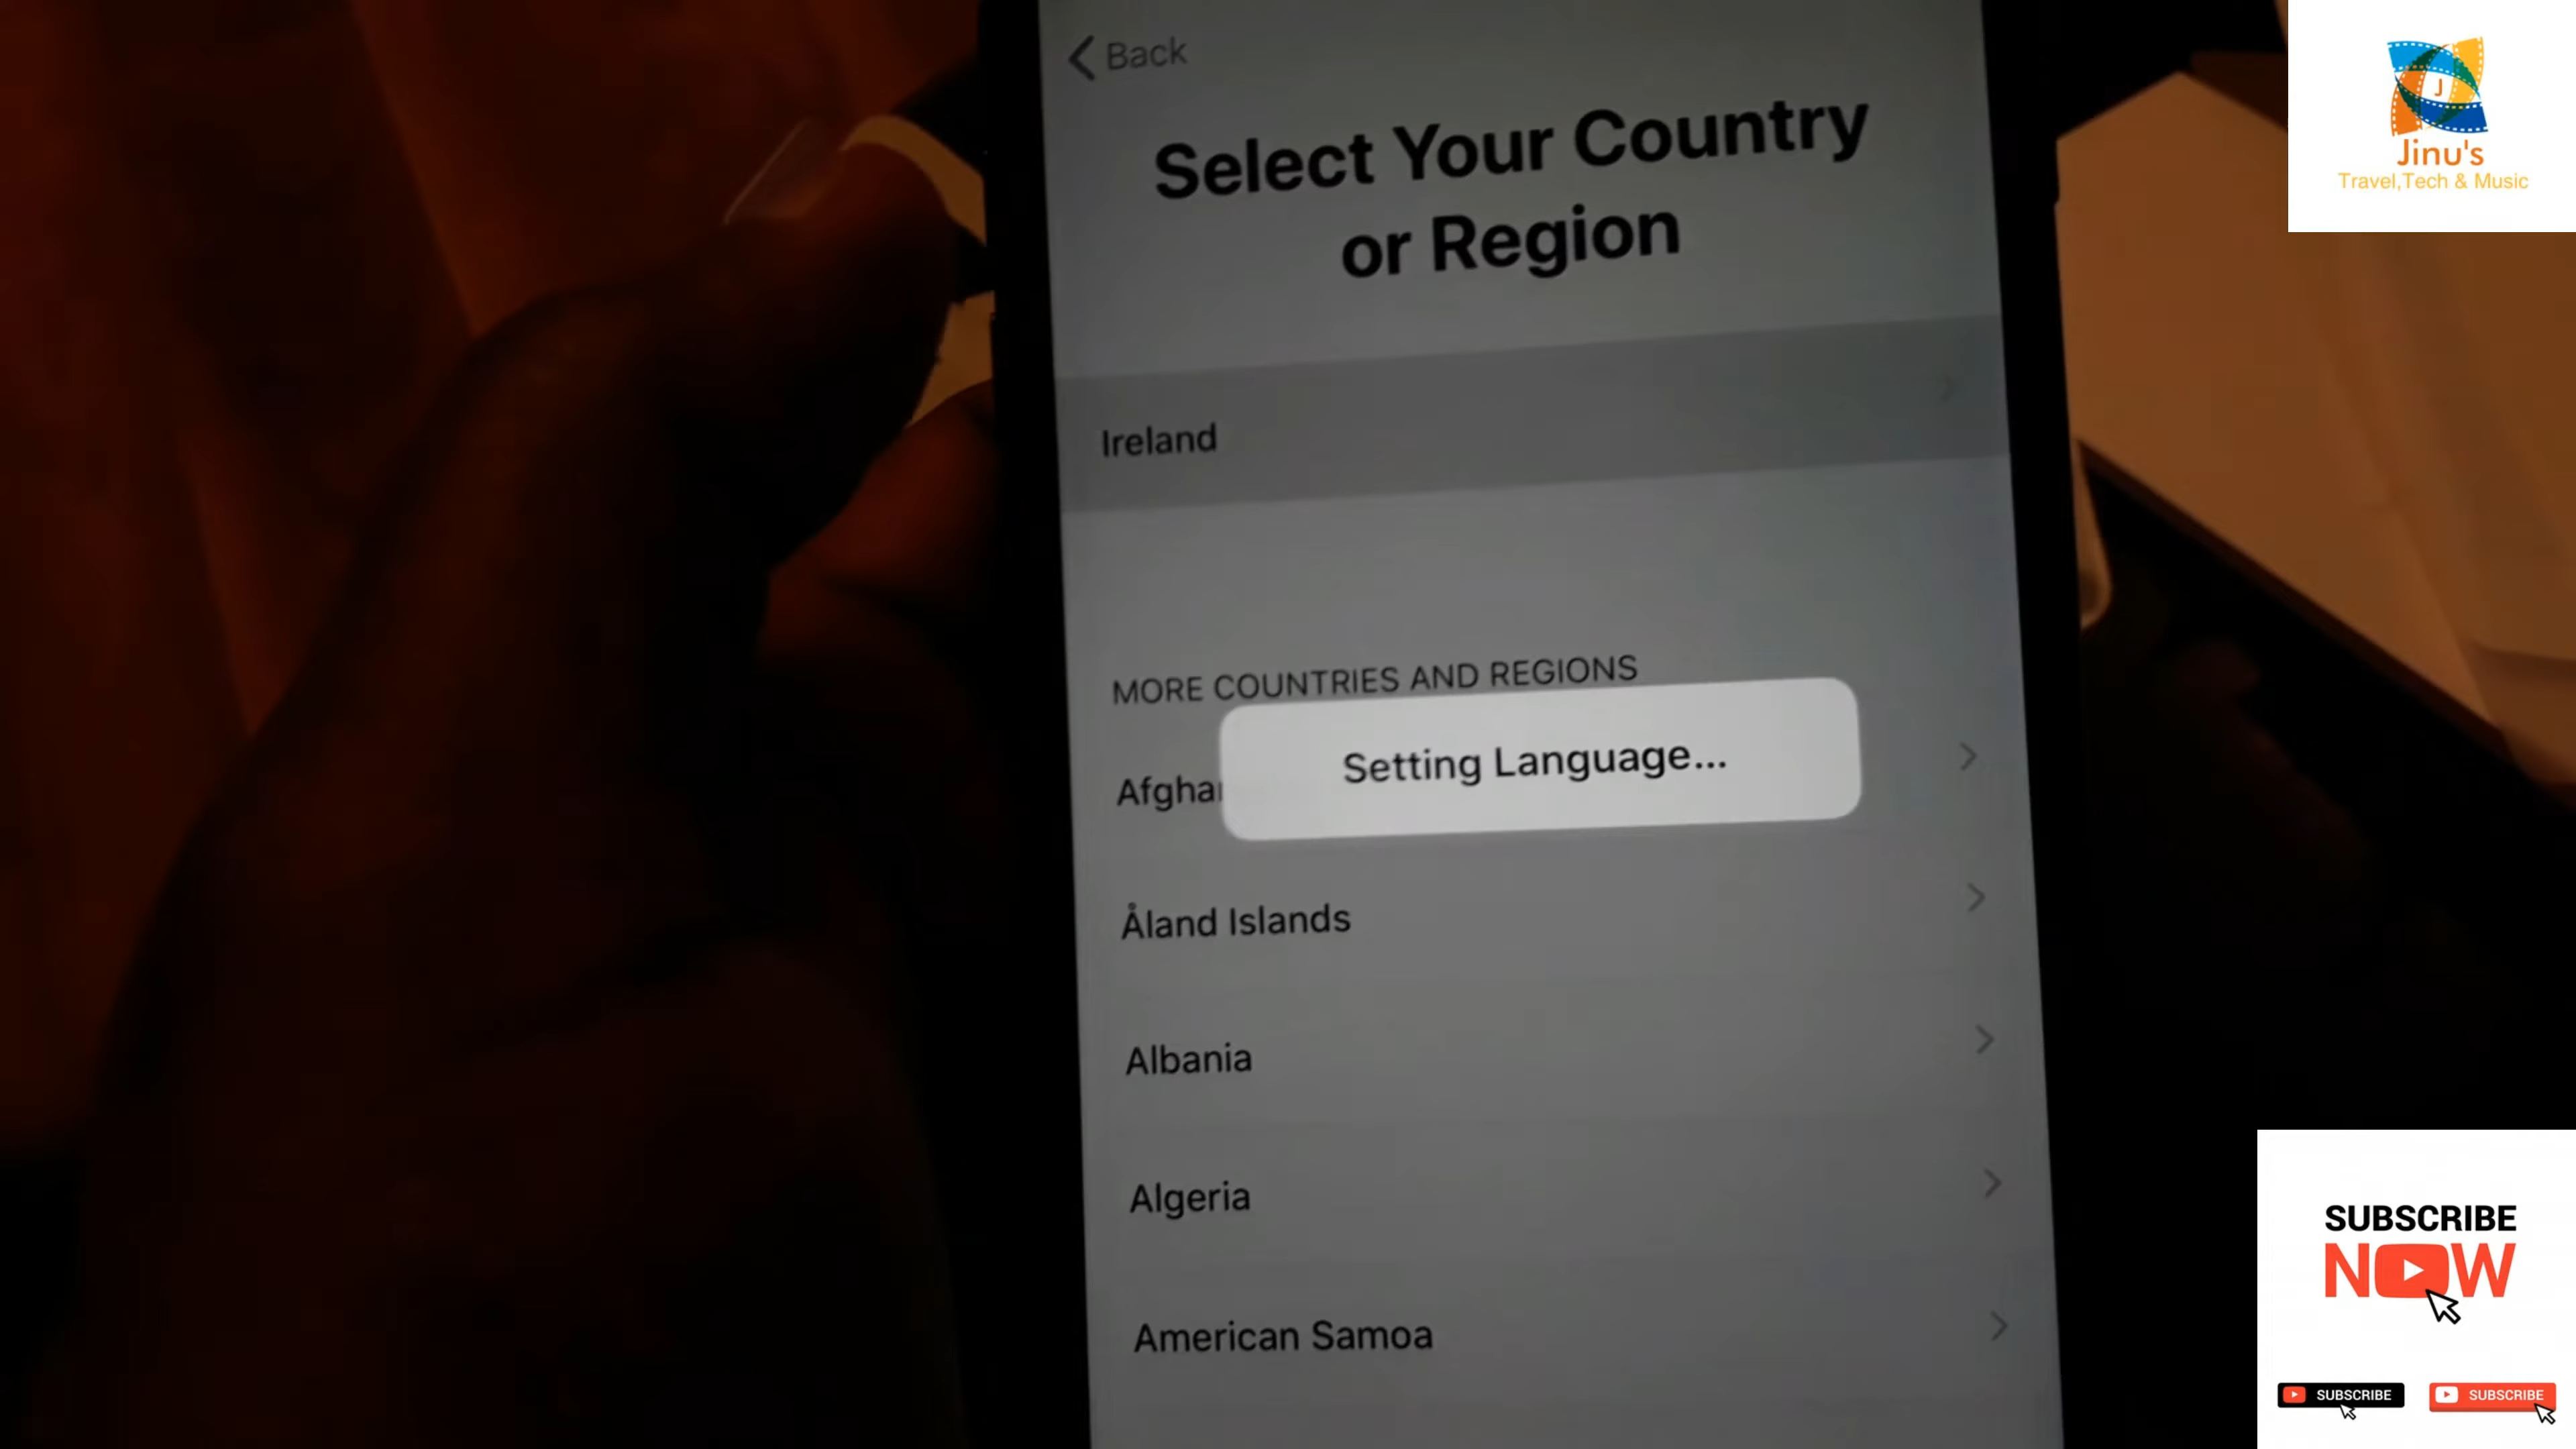 Back
Select Your Country
or Region
Ireland
MORE COUNTRIES AND REGIONS
Setting Language...
Åland Islands
Albania
Algeria
American Samoa
J
Jinu's
Travel,Tech & Music
SUBSCRIBE
NOW
SUBSCRIBE
SUBSCRIBE